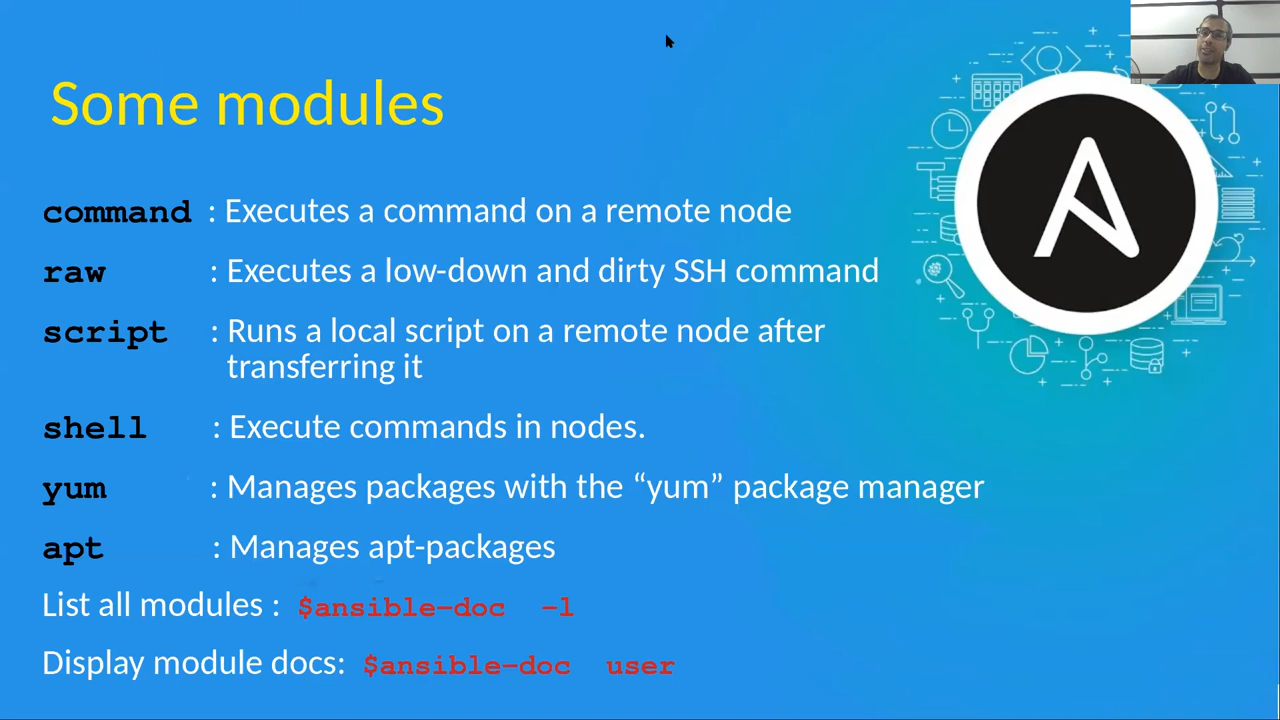 Some modules
command : Executes a command on a remote node
raw : Executes a low-down and dirty SSH command
script : Runs a local script on a remote node after
transferring it
shell : Execute commands in nodes.
yum : Manages packages with the “yum” package manager
apt : Manages apt-packages
List all modules : $ansible-doc -l
Display module docs: $ansible-doc user